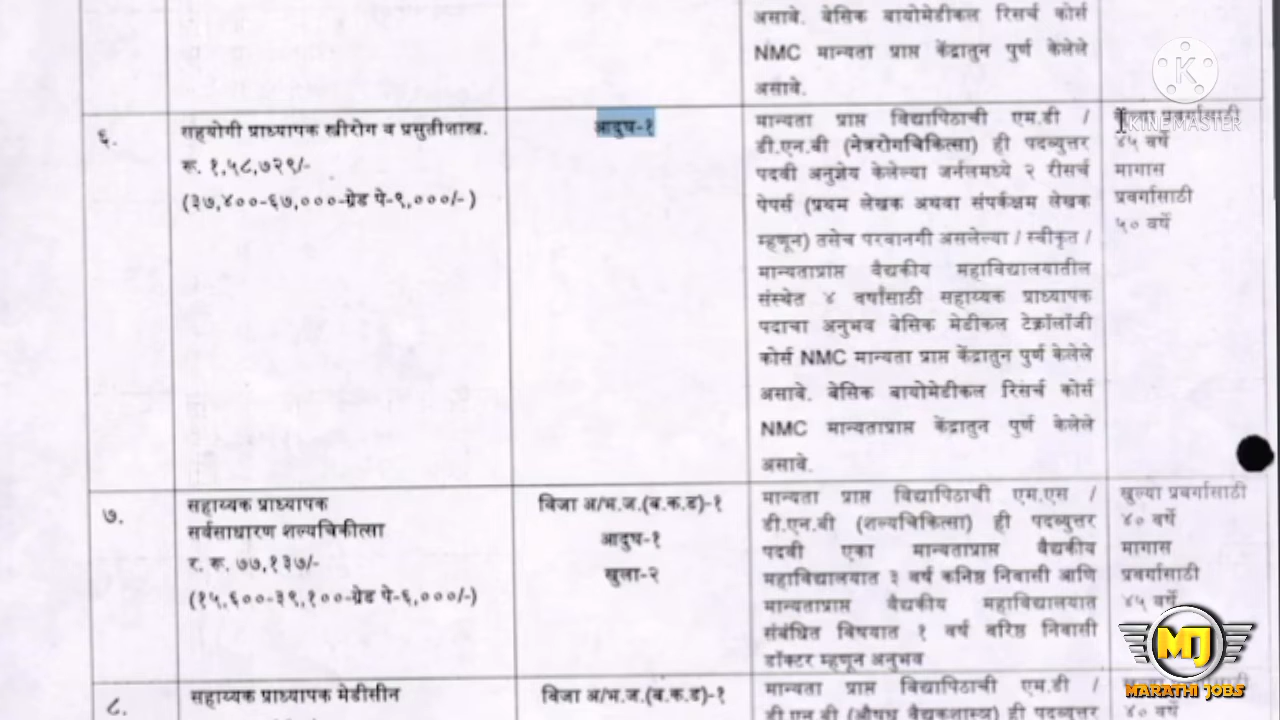 असावे. बेसिक बायोमेडीकल रिसर्च कोर्स
NMC मान्यता प्राप्त केंद्रातुन पुर्ण केलेले
असावे.
६.
सहयोगी प्राध्यापक स्त्रीरोग व प्रसुतीशास्त्र.
रू. १,५८,७२९/-
(३७,४००-६७,०००-ग्रेड पे-९,०००/- )
आदुघ-१
मान्यता प्राप्त विद्यापिठाची एम.डी /
डी.एन.बी (नेत्ररोगचिकित्सा) ही पदव्युत्तर
पदवी अनुज्ञेय केलेल्या जर्नलमध्ये २ रीसर्च
पेपर्स (प्रथम लेखक अथवा संपर्कक्षम लेखक
म्हणून) तसेच परवानगी असलेल्या / स्वीकृत /
मान्यताप्राप्त वैद्यकीय महाविद्यालयातील
संस्थेत ४ वर्षांसाठी सहाय्यक प्राध्यापक
पदाचा अनुभव बेसिक मेडीकल टेक्नॉलॉजी
कोर्स NMC मान्यता प्राप्त केंद्रातुन पुर्ण केलेले
असावे. बेसिक बायोमेडीकल रिसर्च कोर्स
NMC मान्यताप्राप्त केंद्रातुन पुर्ण केलेले
असावे.
४५ वर्षे
मागास
प्रवर्गासाठी
५० वर्षे
K
KINEMASTER
७.
सहाय्यक प्राध्यापक
सर्वसाधारण शल्यचिकीत्सा
र. रू. ७७,१३७/-
(१५,६००-३९,१००-ग्रेड पे-६,०००/-)
विजा अ/भ.ज.(ब.क.ड)-१
आदुघ-१
खुला-२
मान्यता प्राप्त विद्यापिठाची एम.एस /
डी.एन.बी (शल्यचिकित्सा) ही पदव्युत्तर
पदवी एका मान्यताप्राप्त वैद्यकीय
महाविद्यालयात ३ वर्ष कनिष्ठ निवासी आणि
मान्यताप्राप्त वैद्यकीय महाविद्यालयात
संबंधित विषयात १ वर्ष वरिष्ठ निवासी
डॉक्टर म्हणून अनुभव
खुल्या प्रवर्गासाठी
४० वर्षे
मागास
प्रवर्गासाठी
४५ वर्षे
MJ
MARATHI JOBS
८.
सहाय्यक प्राध्यापक मेडीसीन
विजा अ/भ.ज.(ब.क.ड)-१
मान्यता प्राप्त विद्यापिठाची एम.डी /
डी.एन.बी (औषध वैद्यकशास्त्र) ही पदव्युत्तर
४० वर्षे